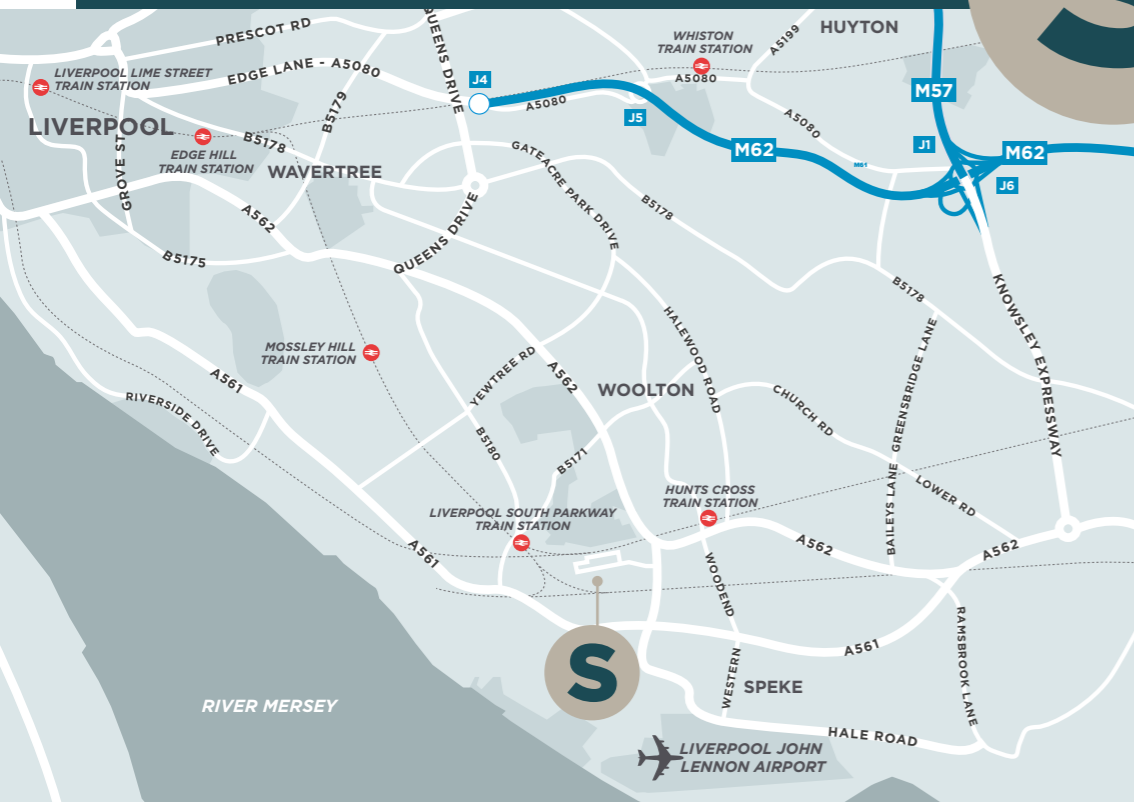 HUYTON
PRESCOT RD
QUEENS DRIVE
WHISTON
TRAIN STATION
A5199
LIVERPOOL LIME STREET
TRAIN STATION
EDGE LANE - A5080
J4
A5080
A5080
M57
B5179
J5
A5080
LIVERPOOL
GROVE ST
B5178
EDGE HILL
TRAIN STATION
WAVERTREE
GATEACRE PARK DRIVE
M62
M61
J1
M62
J6
A562
B5178
QUEENS DRIVE
B5175
B5178
KNOWSLEY EXPRESSWAY
MOSSLEY HILL
TRAIN STATION
HALEWOOD ROAD
GREENSBRIDGE LANE
A561
YEWTREE RD
A562
WOOLTON
CHURCH RD
RIVERSIDE DRIVE
B5180
B5171
BAILEYS LANE
LOWER RD
HUNTS CROSS
TRAIN STATION
LIVERPOOL SOUTH PARKWAY
TRAIN STATION
A561
A562
A562
WOODEND
RAMSBROOK LANE
A561
S
WESTERN
SPEKE
RIVER MERSEY
HALE ROAD
LIVERPOOL JOHN
LENNON AIRPORT